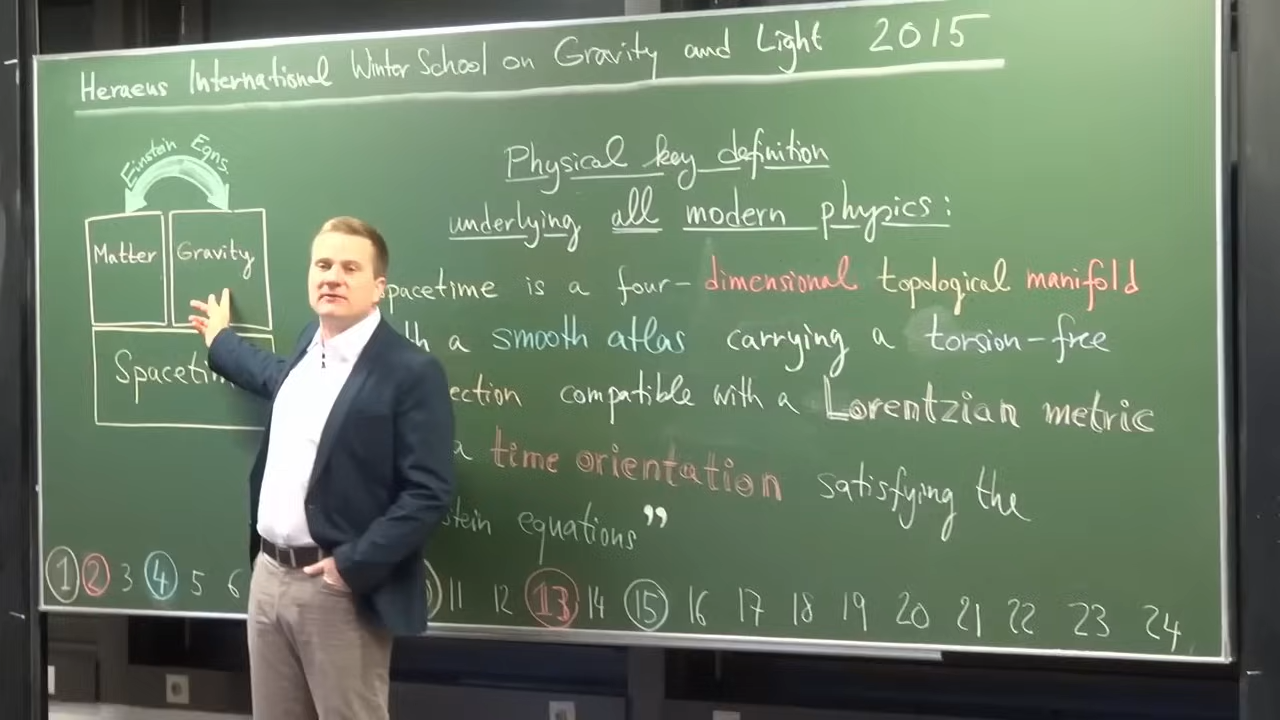 Heraeus International Winter School on Gravity and Light 2015
Einstein Eqns.
Matter
Gravity
Spacetim
Physical key definition
underlying all modern physics:
spacetime is a four-dimensional topological manifold
th a smooth atlas carrying a torsion-free
ection compatible with a Lorentzian metric
a time orientation satisfying the
stein equations”
1 2 3 4 5 6 11 12 13 14 15 16 17 18 19 20 21 22 23 24